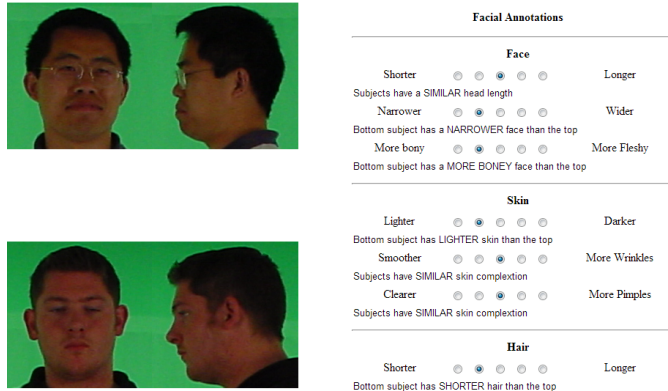 Facial Annotations
Face
Shorter Longer
Subjects have a SIMILAR head length
Narrower Wider
Bottom subject has a NARROWER face than the top
More bony More Fleshy
Bottom subject has a MORE BONEY face than the top
Skin
Lighter Darker
Bottom subject has LIGHTER skin than the top
Smoother More Wrinkles
Subjects have SIMILAR skin complextion
Clearer More Pimples
Subjects have SIMILAR skin complextion
Hair
Shorter Longer
Bottom subject has SHORTER hair than the top